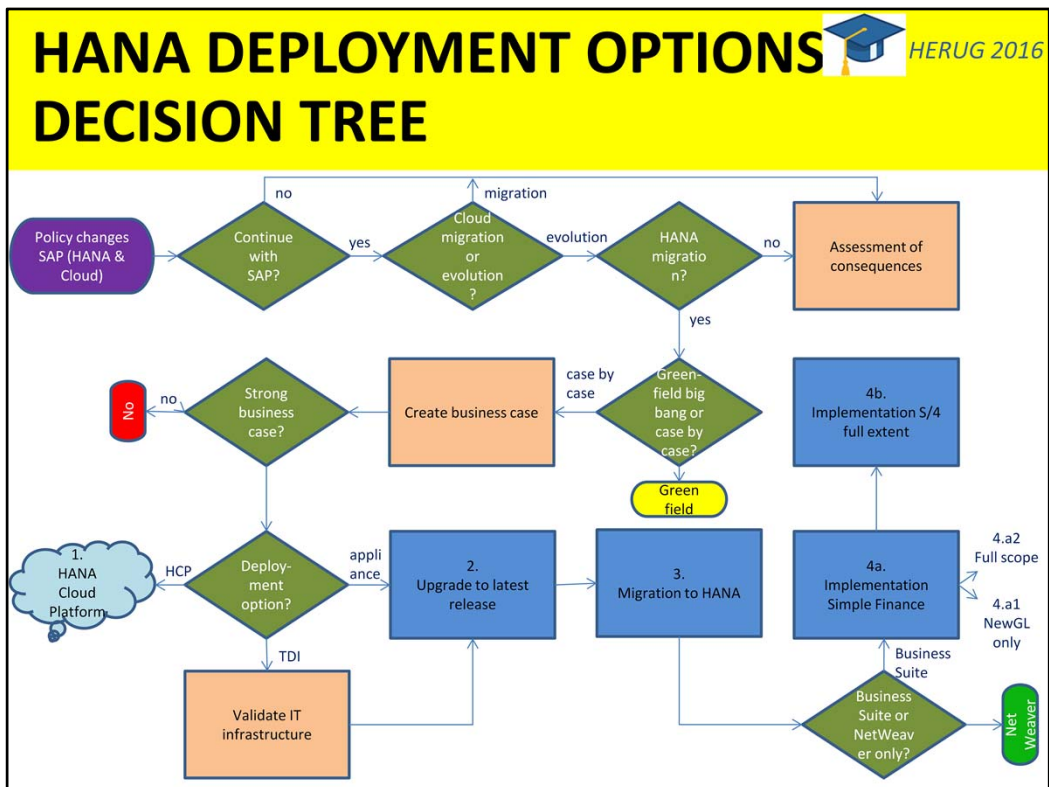 HANA DEPLOYMENT OPTIONS
DECISION TREE
HERUG 2016
no
migration
Policy changes
SAP (HANA &
Cloud)
Continue
with
SAP?
yes
Cloud
migration
or
evolution
?
evolution
HANA
migratio
n?
no
Assessment of
consequences
yes
No
no
Strong
business
case?
Create business case
case by
case
Green-
field big
bang or
case by
case?
4b.
Implementation S/4
full extent
Green
field
1.
HANA
Cloud
Platform
HCP
Deploy-
ment
option?
appli
ance
2.
Upgrade to latest
release
3.
Migration to HANA
4a.
Implementation
Simple Finance
4.a2
Full scope
4.a1
NewGL
only
TDI
Business
Suite
Validate IT
infrastructure
Business
Suite or
NetWeav
er only?
Net
Weaver